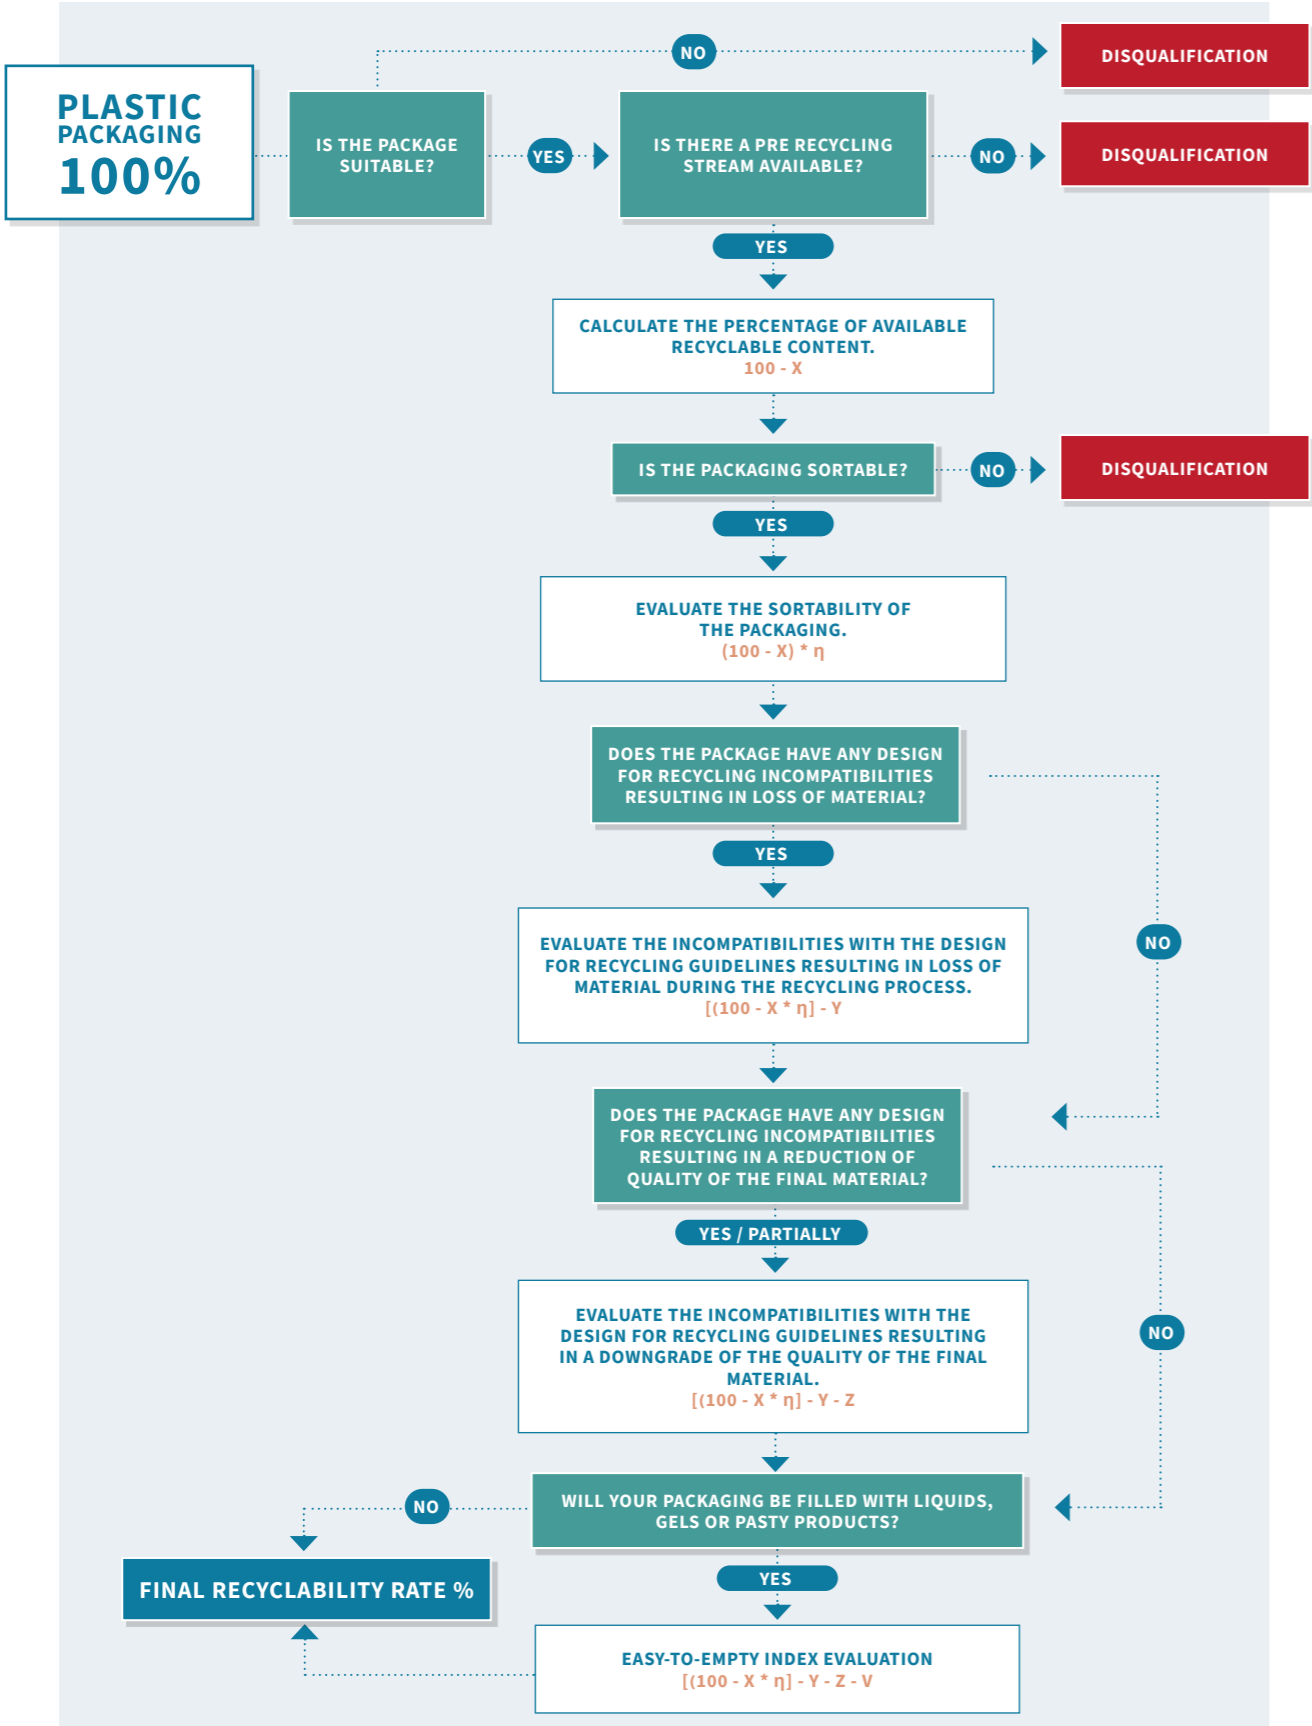 NO
DISQUALIFICATION
PLASTIC
PACKAGING
100%
IS THE PACKAGE
SUITABLE?
YES
IS THERE A PRE RECYCLING
STREAM AVAILABLE?
NO
DISQUALIFICATION
YES
CALCULATE THE PERCENTAGE OF AVAILABLE
RECYCLABLE CONTENT.
100 - X
IS THE PACKAGING SORTABLE?
NO
DISQUALIFICATION
YES
EVALUATE THE SORTABILITY OF
THE PACKAGING.
(100 - X) * η
DOES THE PACKAGE HAVE ANY DESIGN
FOR RECYCLING INCOMPATIBILITIES
RESULTING IN LOSS OF MATERIAL?
YES
NO
EVALUATE THE INCOMPATIBILITIES WITH THE DESIGN
FOR RECYCLING GUIDELINES RESULTING IN LOSS OF
MATERIAL DURING THE RECYCLING PROCESS.
[(100 - X * η] - Y
DOES THE PACKAGE HAVE ANY DESIGN
FOR RECYCLING INCOMPATIBILITIES
RESULTING IN A REDUCTION OF
QUALITY OF THE FINAL MATERIAL?
YES / PARTIALLY
NO
EVALUATE THE INCOMPATIBILITIES WITH THE
DESIGN FOR RECYCLING GUIDELINES RESULTING
IN A DOWNGRADE OF THE QUALITY OF THE FINAL
MATERIAL.
[(100 - X * η] - Y - Z
WILL YOUR PACKAGING BE FILLED WITH LIQUIDS,
GELS OR PASTY PRODUCTS?
NO
FINAL RECYCLABILITY RATE %
YES
EASY-TO-EMPTY INDEX EVALUATION
[(100 - X * η] - Y - Z - V